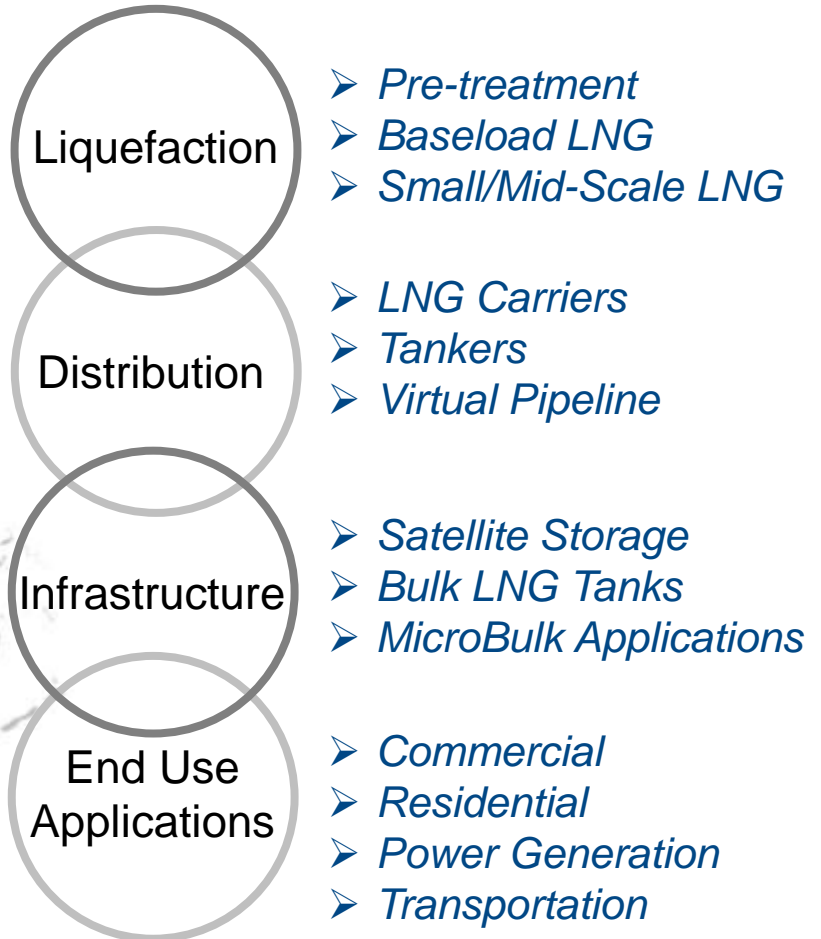 Liquefaction
➢ Pre-treatment
➢ Baseload LNG
➢ Small/Mid-Scale LNG
Distribution
➢ LNG Carriers
➢ Tankers
➢ Virtual Pipeline
Infrastructure
➢ Satellite Storage
➢ Bulk LNG Tanks
➢ MicroBulk Applications
End Use
Applications
➢ Commercial
➢ Residential
➢ Power Generation
➢ Transportation